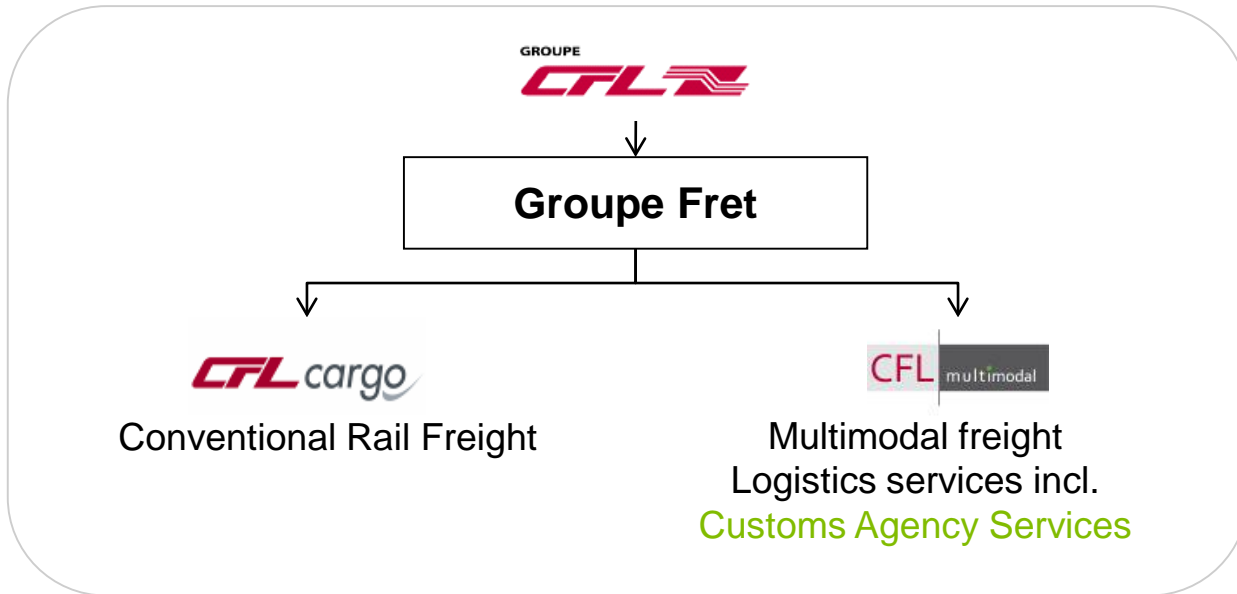 GROUPE
CFL
Groupe Fret
CFL cargo
Conventional Rail Freight
CFL multimodal
Multimodal freight
Logistics services incl.
Customs Agency Services